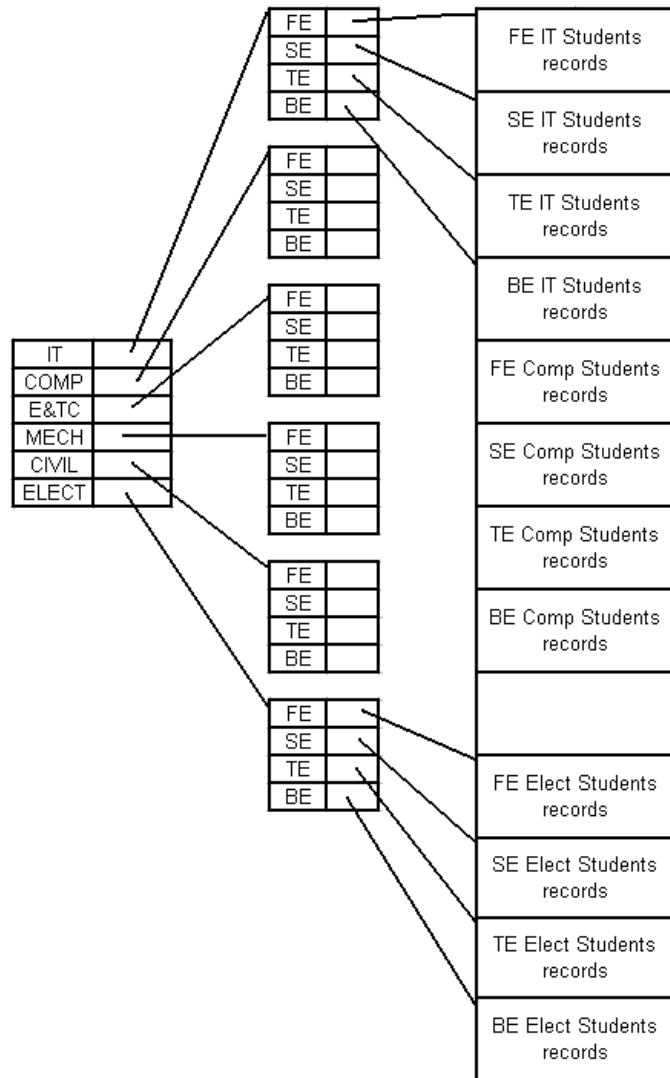 IT
COMP
E&TC
MECH
CIVIL
ELECT
FE
SE
TE
BE
FE
SE
TE
BE
FE
SE
TE
BE
FE
SE
TE
BE
FE
SE
TE
BE
FE
SE
TE
BE
FE IT Students
records
SE IT Students
records
TE IT Students
records
BE IT Students
records
FE Comp Students
records
SE Comp Students
records
TE Comp Students
records
BE Comp Students
records
FE Elect Students
records
SE Elect Students
records
TE Elect Students
records
BE Elect Students
records